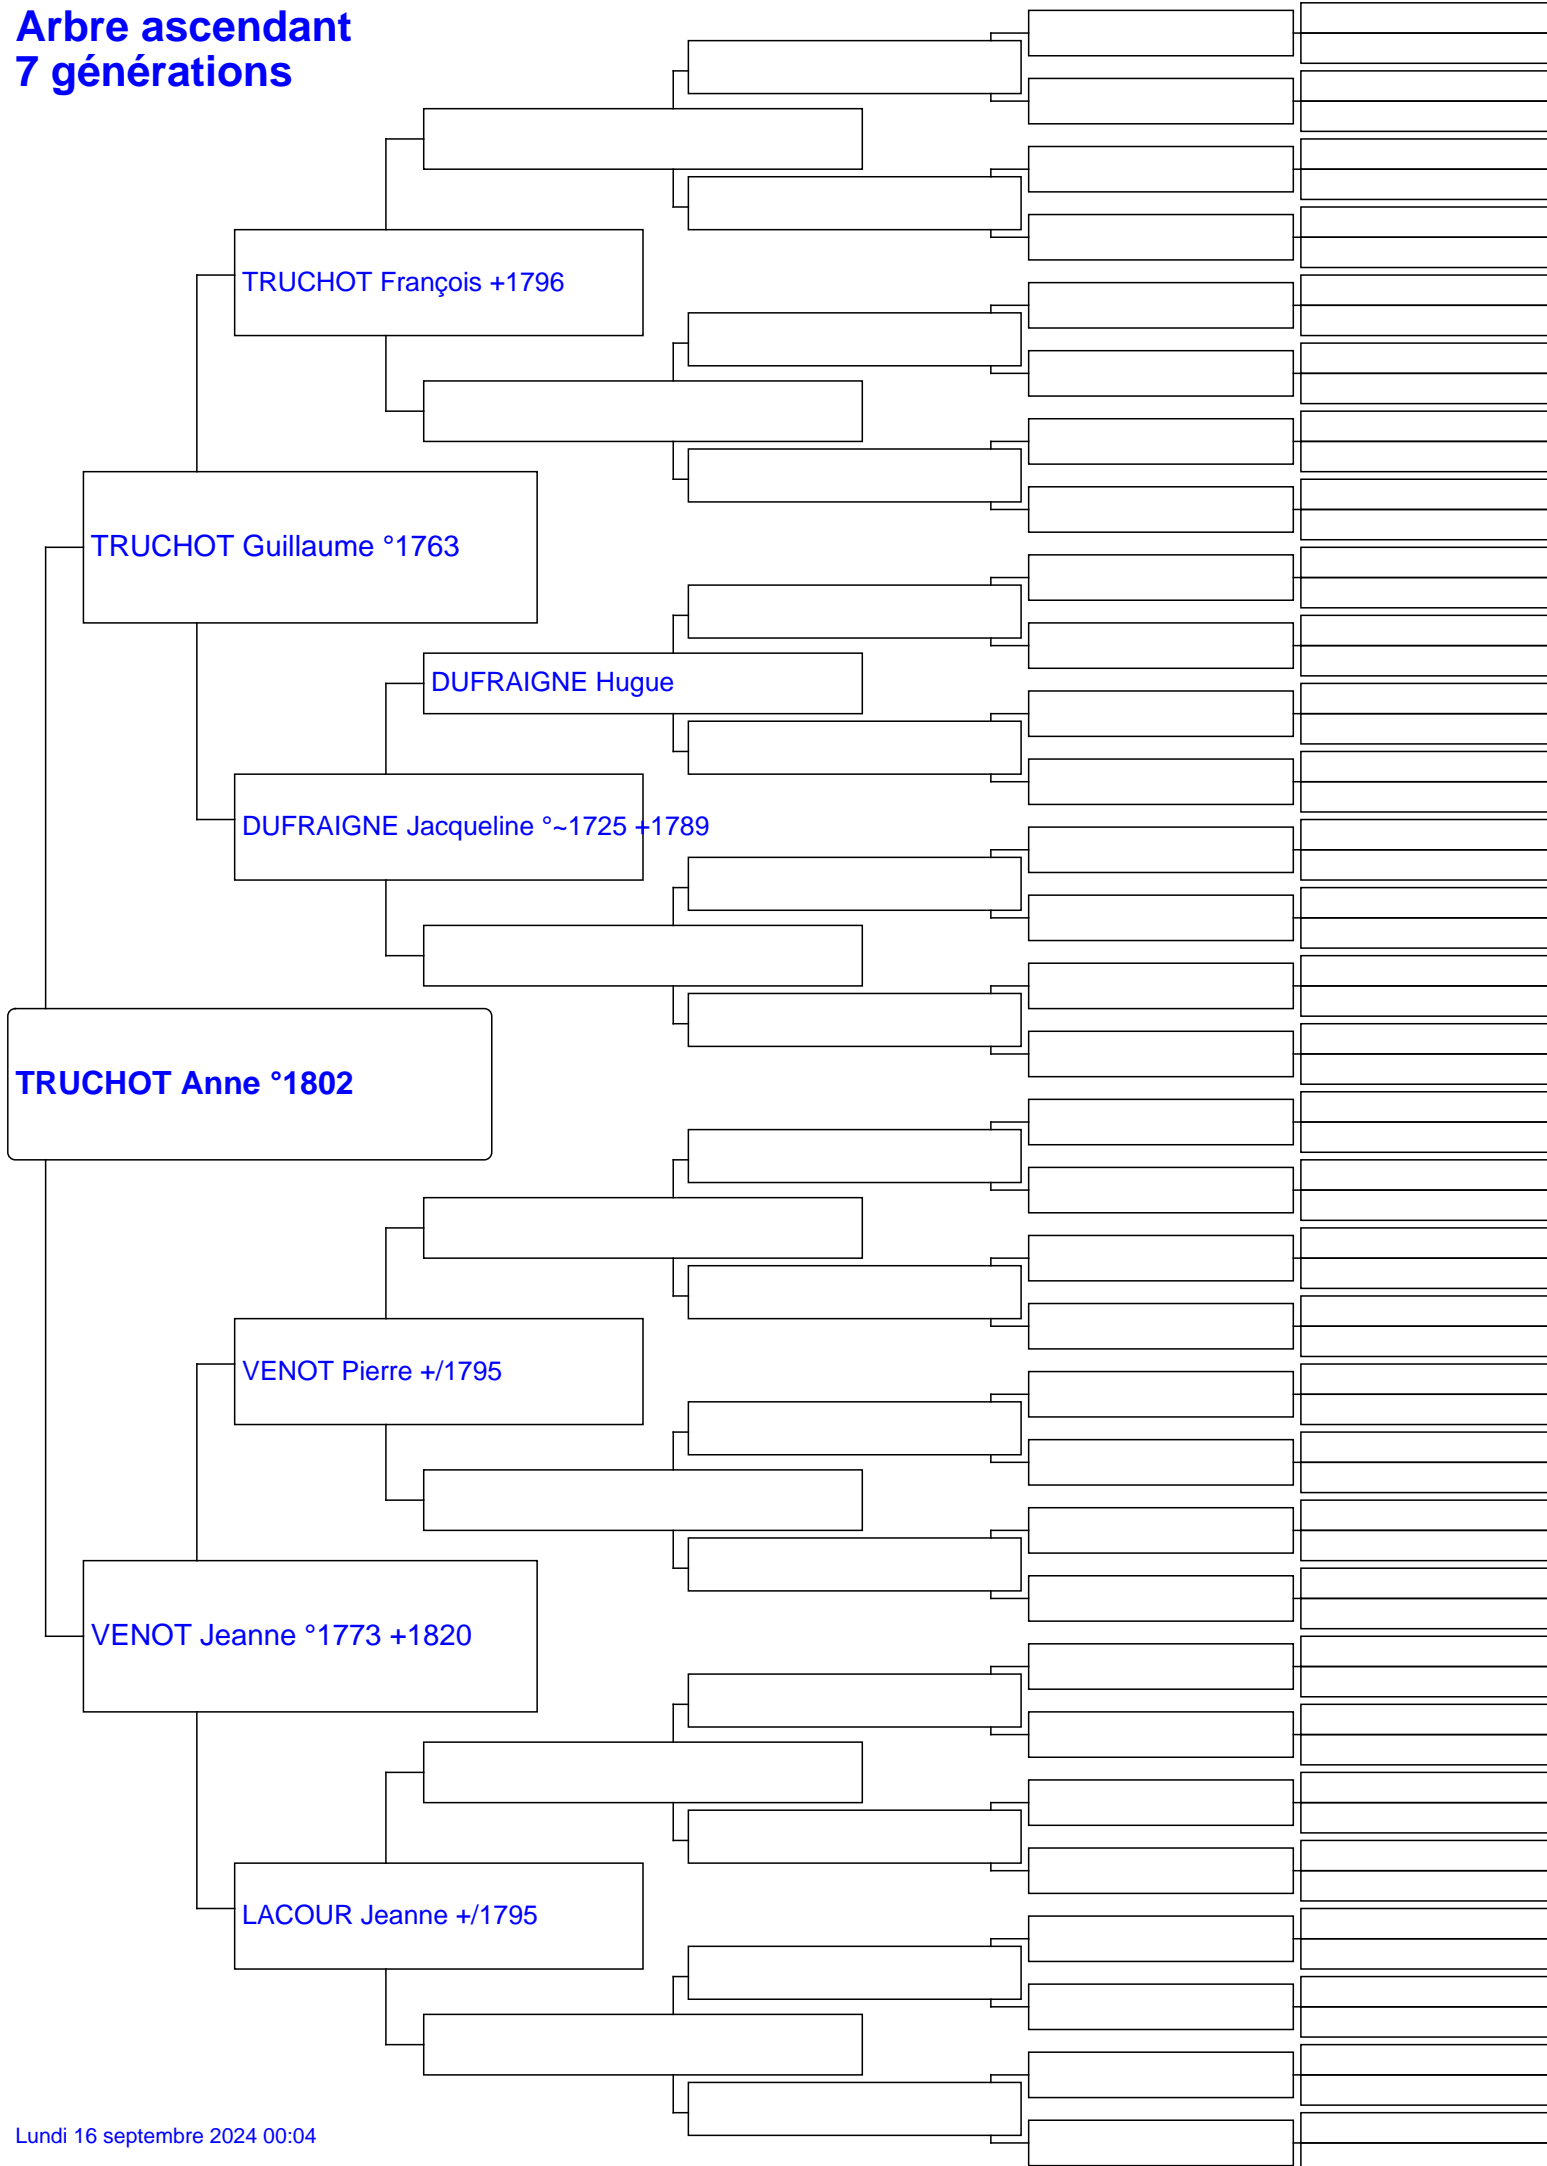 Arbre ascendant
7 générations
TRUCHOT François +1796
TRUCHOT Guillaume °1763
DUFRAIGNE Hugue
DUFRAIGNE Jacqueline °~1725 +1789
TRUCHOT Anne °1802
VENOT Pierre +/1795
VENOT Jeanne °1773 +1820
LACOUR Jeanne +/1795
Lundi 16 septembre 2024 00:04